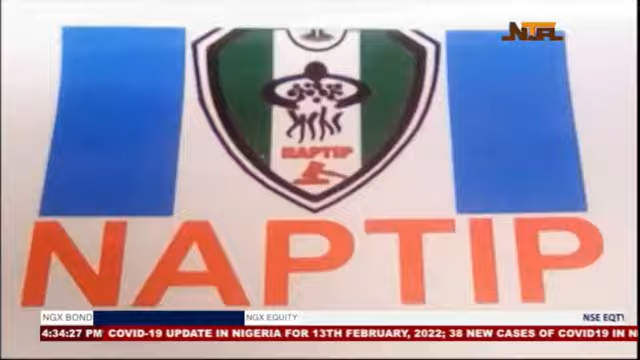 NTA
NAPTIP
NAPTIP
NGX BOND NGX EQUITY NSE EQT
4:34:27 PM COVID-19 UPDATE IN NIGERIA FOR 13TH FEBRUARY, 2022; 38 NEW CASES OF COVID19 IN N